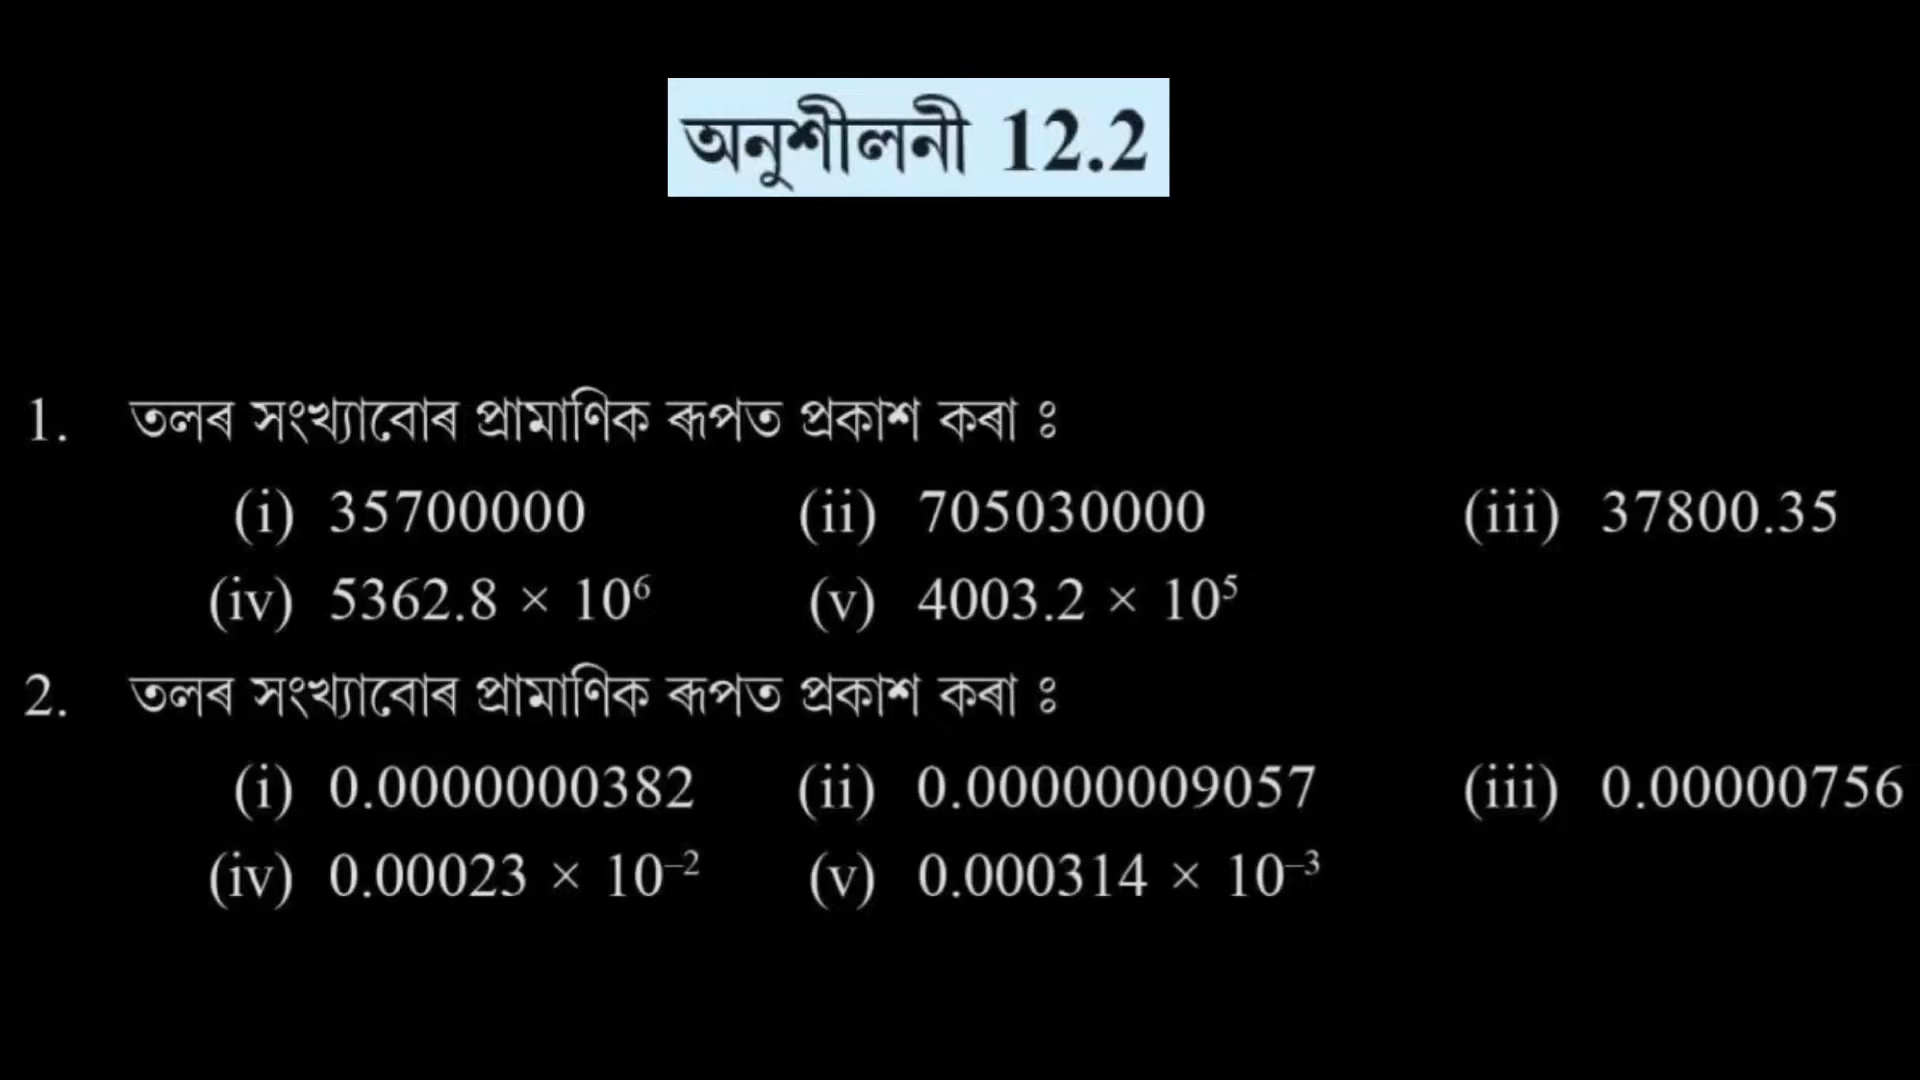 অনুশীলনী 12.2
1. তলৰ সংখ্যাবোৰ প্ৰামাণিক ৰূপত প্ৰকাশ কৰা ঃ
(i) 35700000 (ii) 705030000 (iii) 37800.35
(iv) 5362.8 × 10⁶ (v) 4003.2 × 10⁵
2. তলৰ সংখ্যাবোৰ প্ৰামাণিক ৰূপত প্ৰকাশ কৰা ঃ
(i) 0.0000000382 (ii) 0.00000009057 (iii) 0.00000756
(iv) 0.00023 × 10⁻² (v) 0.000314 × 10⁻³